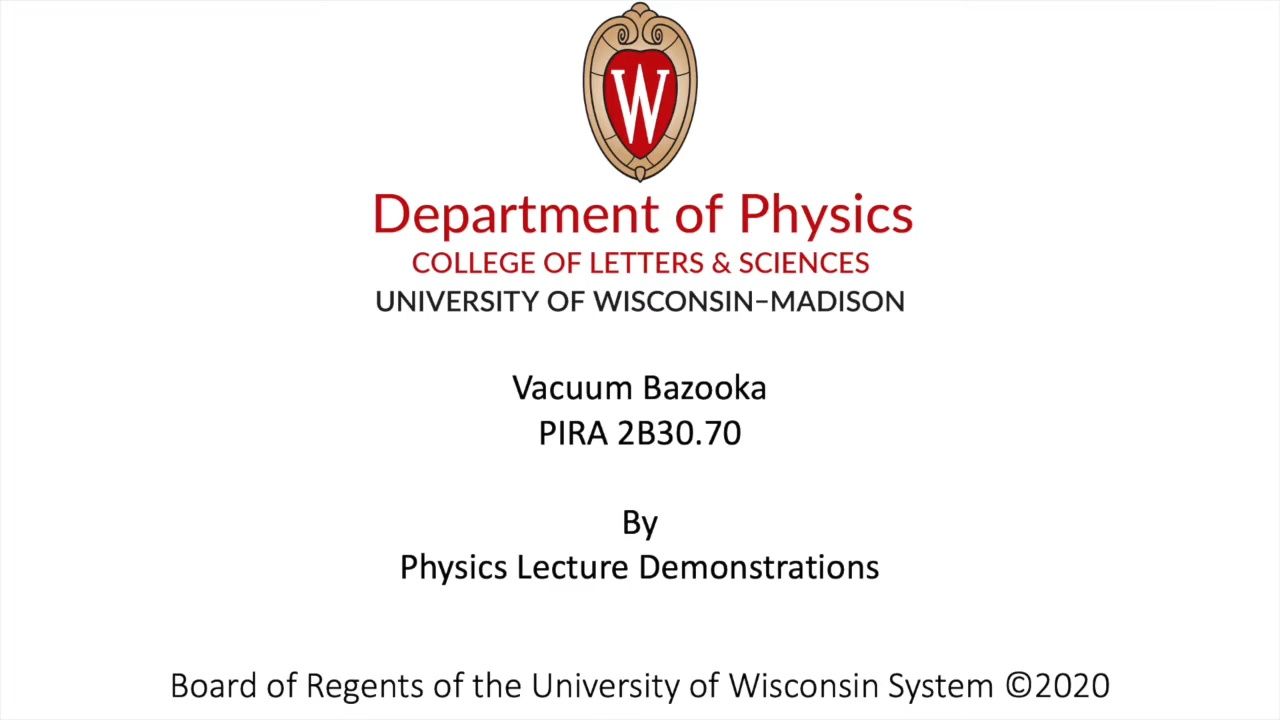 W
Department of Physics
COLLEGE OF LETTERS & SCIENCES
UNIVERSITY OF WISCONSIN–MADISON
Vacuum Bazooka
PIRA 2B30.70
By
Physics Lecture Demonstrations
Board of Regents of the University of Wisconsin System ©2020